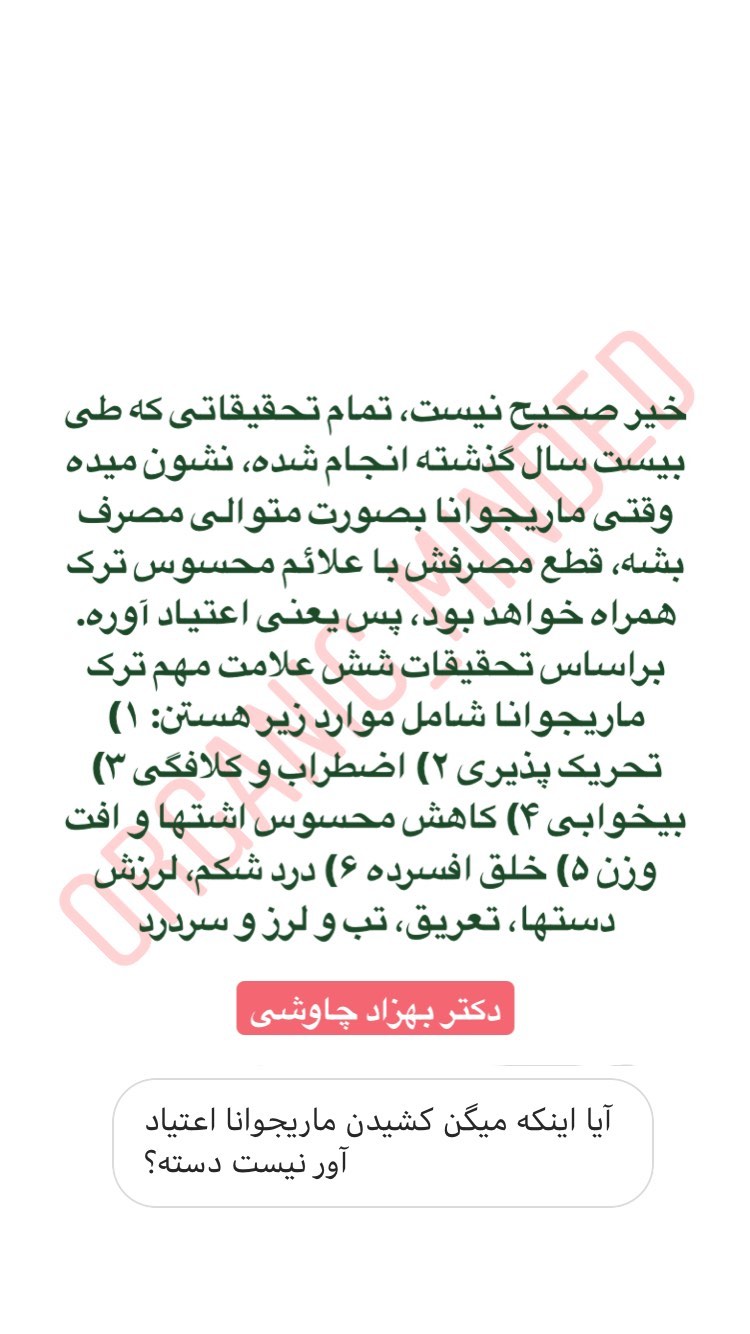 خیر صحیح نیست، تمام تحقیقاتی که طی
بیست سال گذشته انجام شده، نشون میده
وقتی ماریجوانا بصورت متوالی مصرف
بشه، قطع مصرفش با علائم محسوس ترک
همراه خواهد بود، پس یعنی اعتیاد آوره.
براساس تحقیقات شش علامت مهم ترک
ماریجوانا شامل موارد زیر هستن: ۱)
تحریک پذیری ۲) اضطراب و کلافگی ۳)
بیخوابی ۴) کاهش محسوس اشتها و افت
وزن ۵) خلق افسرده ۶) درد شکم، لرزش
دستها، تعریق، تب و لرز و سردرد
ORGANIC_MINDED
دکتر بهزاد چاوشی
آیا اینکه میگن کشیدن ماریجوانا اعتیاد
آور نیست دسته؟